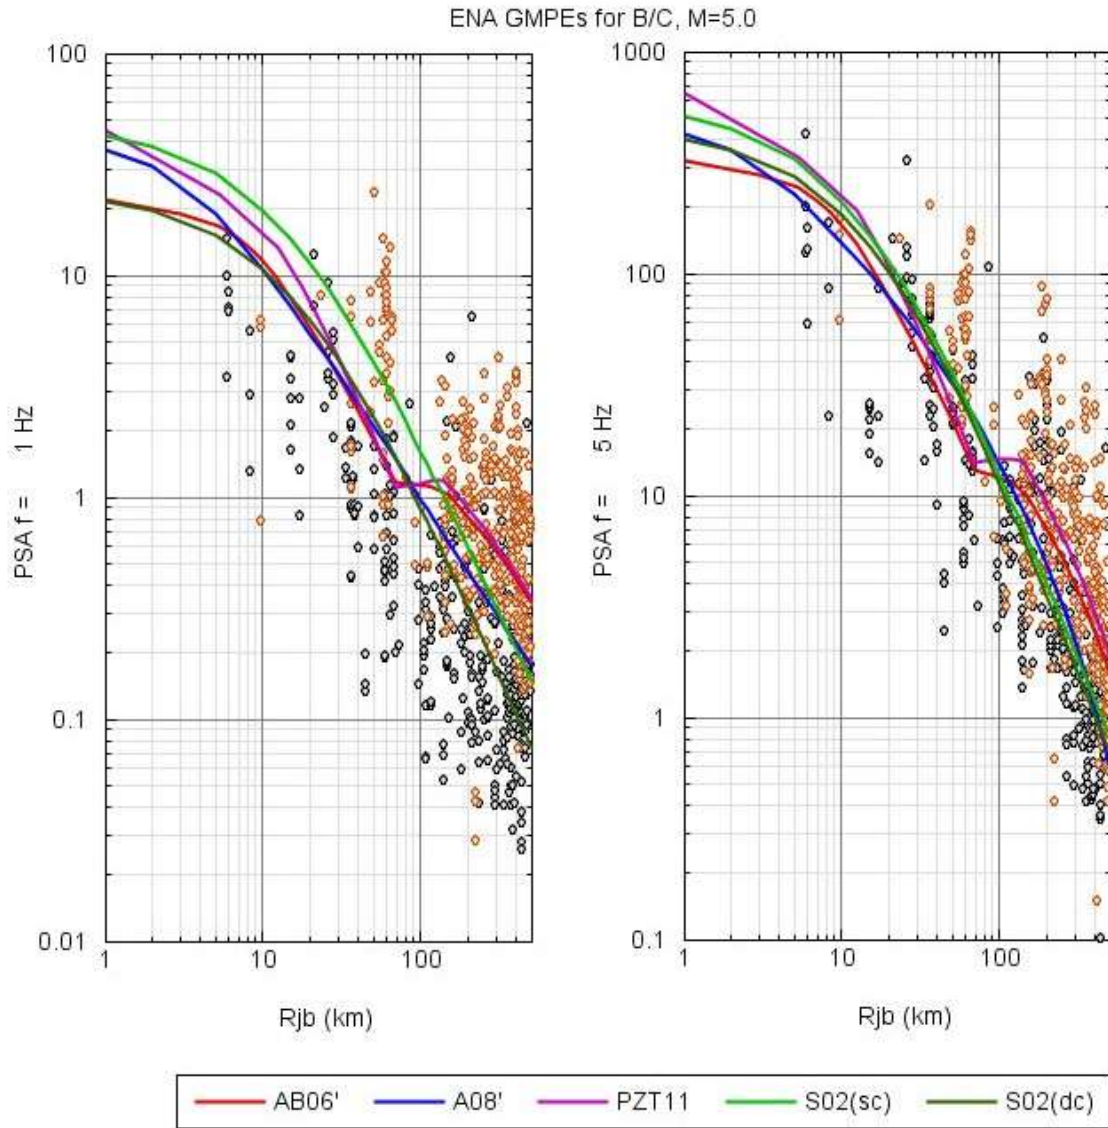 ENA GMPEs for B/C, M=5.0
100
10
1
0.1
0.01
PSA f = 1 Hz
1
10
100
Rjb (km)
1000
100
10
1
0.1
PSA f = 5 Hz
1
10
100
Rjb (km)
AB06'
A08'
PZT11
S02(sc)
S02(dc)